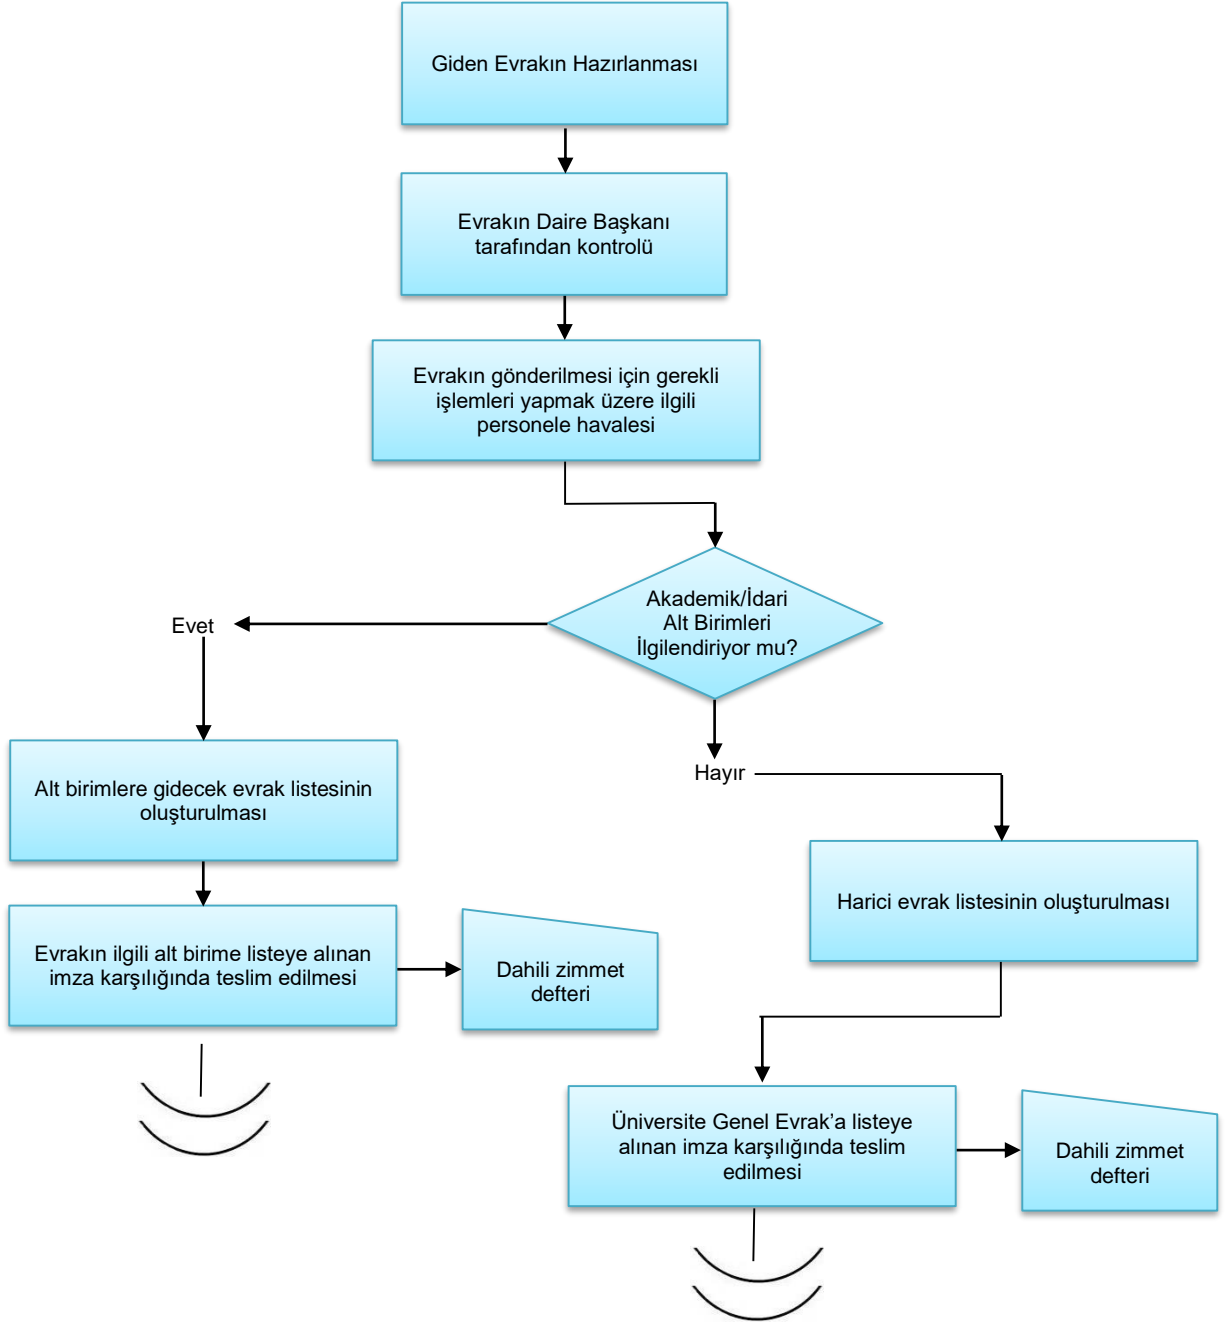 Giden Evrakın Hazırlanması
Evrakın Daire Başkanı
tarafından kontrolü
Evrakın gönderilmesi için gerekli
işlemleri yapmak üzere ilgili
personele havalesi
Akademik/İdari
Alt Birimleri
İlgilendiriyor mu?
Evet
Hayır
Alt birimlere gidecek evrak listesinin
oluşturulması
Harici evrak listesinin oluşturulması
Evrakın ilgili alt birime listeye alınan
imza karşılığında teslim edilmesi
Dahili zimmet
defteri
Üniversite Genel Evrak’a listeye
alınan imza karşılığında teslim
edilmesi
Dahili zimmet
defteri